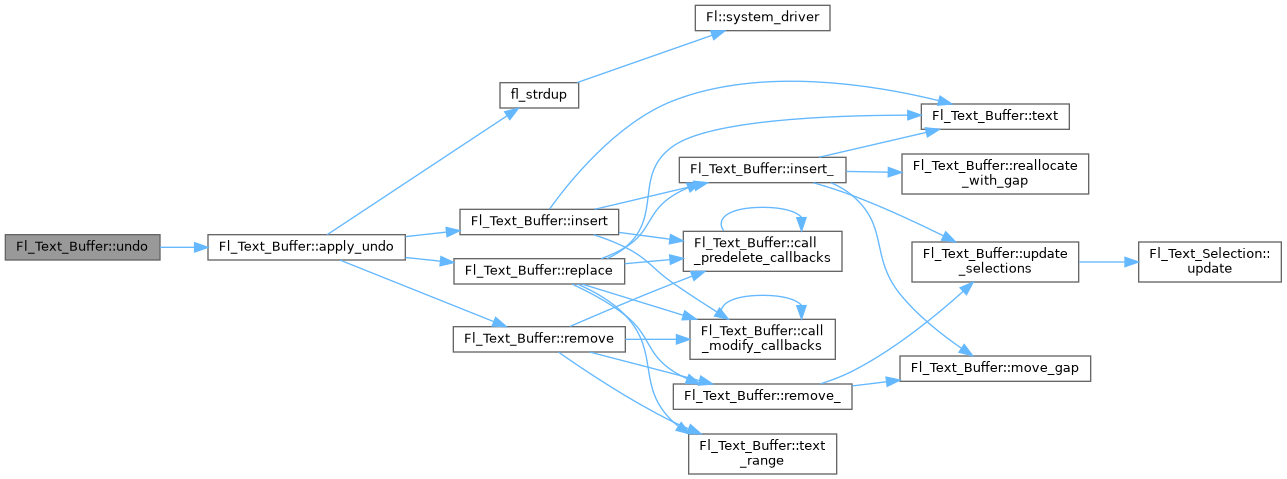 Fl_Text_Buffer::undo
Fl_Text_Buffer::apply_undo
fl_strdup
Fl::system_driver
Fl_Text_Buffer::insert
Fl_Text_Buffer::replace
Fl_Text_Buffer::remove
Fl_Text_Buffer::insert_
Fl_Text_Buffer::call
_predelete_callbacks
Fl_Text_Buffer::call
_modify_callbacks
Fl_Text_Buffer::remove_
Fl_Text_Buffer::text
_range
Fl_Text_Buffer::text
Fl_Text_Buffer::reallocate
_with_gap
Fl_Text_Buffer::update
_selections
Fl_Text_Buffer::move_gap
Fl_Text_Selection::
update